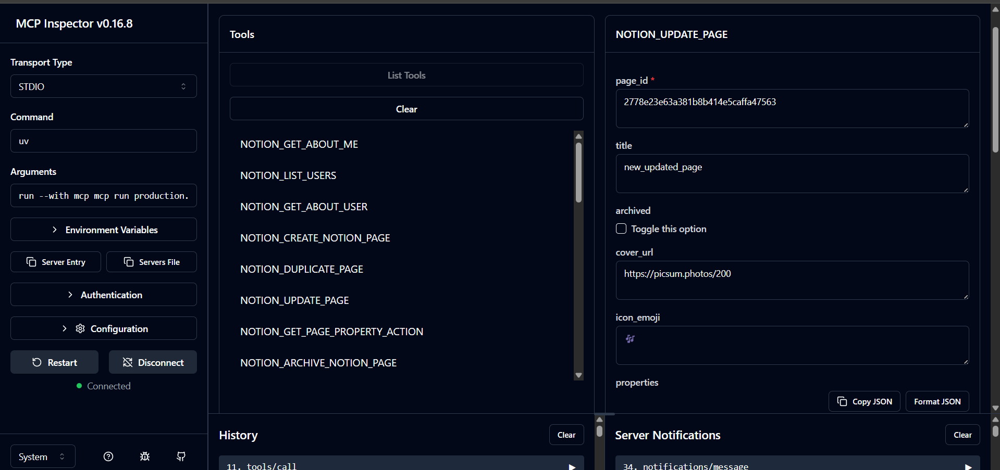 MCP Inspector v0.16.8
Transport Type
STDIO
Command
uv
Arguments
run --with mcp mcp run production.
Environment Variables
Server Entry
Servers File
Authentication
Configuration
Restart
Disconnect
Connected
System
Tools
List Tools
Clear
NOTION_GET_ABOUT_ME
NOTION_LIST_USERS
NOTION_GET_ABOUT_USER
NOTION_CREATE_NOTION_PAGE
NOTION_DUPLICATE_PAGE
NOTION_UPDATE_PAGE
NOTION_GET_PAGE_PROPERTY_ACTION
NOTION_ARCHIVE_NOTION_PAGE
NOTION_UPDATE_PAGE
page_id *
2778e23e63a381b8b414e5caffa47563
title
new_updated_page
archived
Toggle this option
cover_url
https://picsum.photos/200
icon_emoji
🎶
properties
Copy JSON
Format JSON
History
Clear
11. tools/call
Server Notifications
Clear
34. notifications/message